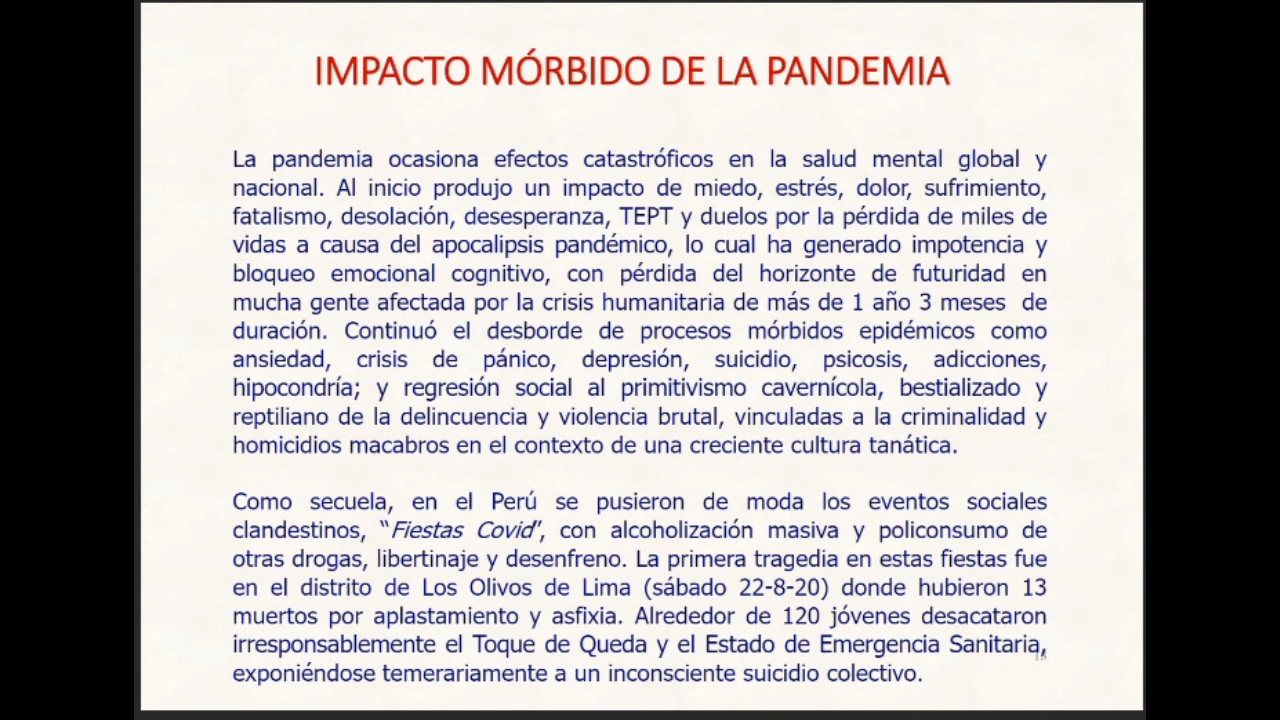 IMPACTO MÓRBIDO DE LA PANDEMIA
La pandemia ocasiona efectos catastróficos en la salud mental global y
nacional. Al inicio produjo un impacto de miedo, estrés, dolor, sufrimiento,
fatalismo, desolación, desesperanza, TEPT y duelos por la pérdida de miles de
vidas a causa del apocalipsis pandémico, lo cual ha generado impotencia y
bloqueo emocional cognitivo, con pérdida del horizonte de futuridad en
mucha gente afectada por la crisis humanitaria de más de 1 año 3 meses de
duración. Continuó el desborde de procesos mórbidos epidémicos como
ansiedad, crisis de pánico, depresión, suicidio, psicosis, adicciones,
hipocondría; y regresión social al primitivismo cavernícola, bestializado y
reptiliano de la delincuencia y violencia brutal, vinculadas a la criminalidad y
homicidios macabros en el contexto de una creciente cultura tanática.
Como secuela, en el Perú se pusieron de moda los eventos sociales
clandestinos, “Fiestas Covid”, con alcoholización masiva y policonsumo de
otras drogas, libertinaje y desenfreno. La primera tragedia en estas fiestas fue
en el distrito de Los Olivos de Lima (sábado 22-8-20) donde hubieron 13
muertos por aplastamiento y asfixia. Alrededor de 120 jóvenes desacataron
irresponsablemente el Toque de Queda y el Estado de Emergencia Sanitaria,
exponiéndose temerariamente a un inconsciente suicidio colectivo.